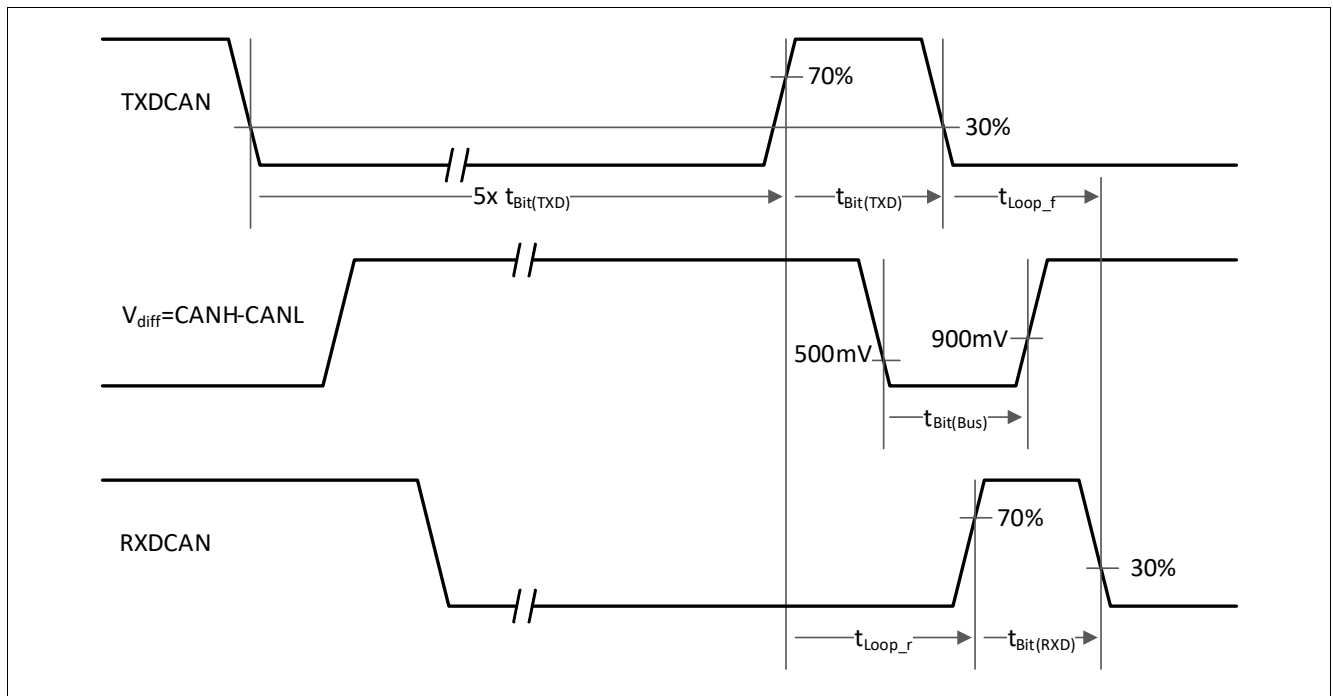 70%
TXDCAN
30%
5x tBit(TXD)
tBit(TXD)
tLoop_f
Vdiff=CANH-CANL
900mV
500mV
tBit(Bus)
70%
RXDCAN
30%
tLoop_r
tBit(RXD)